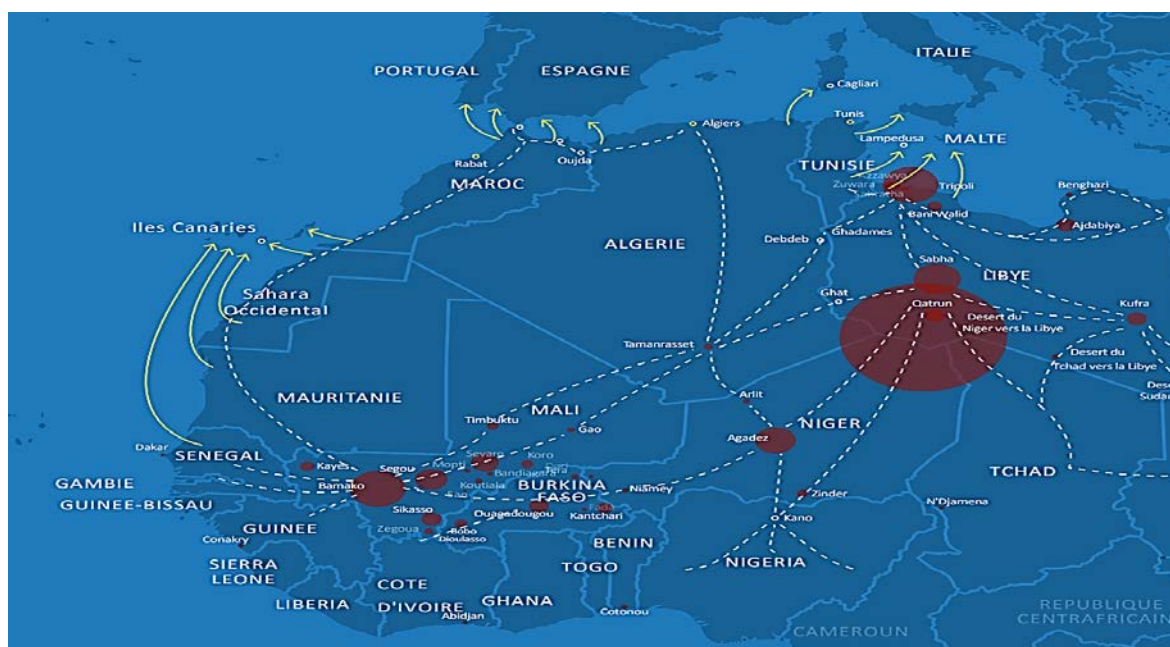 ITALIE
PORTUGAL
ESPAGNE
Cagliari
Tunis
Algiers
Lampedusa
MALTE
Oujda
Rabat
TUNISIE
MAROC
Zuwara
Tripoli
Benghazi
Bani Walid
Iles Canaries
Ajdabiya
Ghadames
Debdeb
ALGERIE
Sabha
LIBYE
Sahara
Occidental
Ghat
Qatrun
Kufra
Desert du
Niger vers la Libye
Tamanrasset
Desert du
Tchad vers la Libye
MAURITANIE
Arlit
MALI
Timbuktu
Gao
NIGER
Agadez
Dakar
SENEGAL
Kayes
Segou
Mopti
Koro
Bandiagara
TCHAD
GAMBIE
Bamako
Koutiala
BURKINA
FASO
Niamey
Zinder
GUINEE-BISSAU
N'Djamena
Sikasso
Ouagadougou
Kantchari
Fada
Kano
GUINEE
Zegoua
Bobo
Dioulasso
Conakry
BENIN
SIERRA
LEONE
TOGO
NIGERIA
COTE
D'IVOIRE
LIBERIA
GHANA
Abidjan
Cotonou
REPUBLIQUE
CENTRAFRICAIN
CAMEROUN